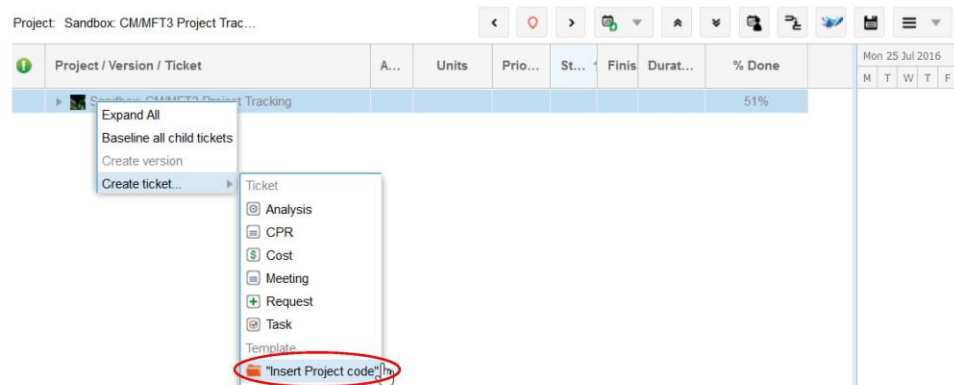 Project: Sandbox: CM/MFT3 Project Trac...
Project / Version / Ticket A... Units Prio... St... Finis Durat... % Done Mon 25 Jul 2016
M T W T F
Sandbox: CM/MFT3 Project Tracking 51%
Expand All
Baseline all child tickets
Create version
Create ticket...
Ticket
Analysis
CPR
Cost
Meeting
Request
Task
Template
"Insert Project code"